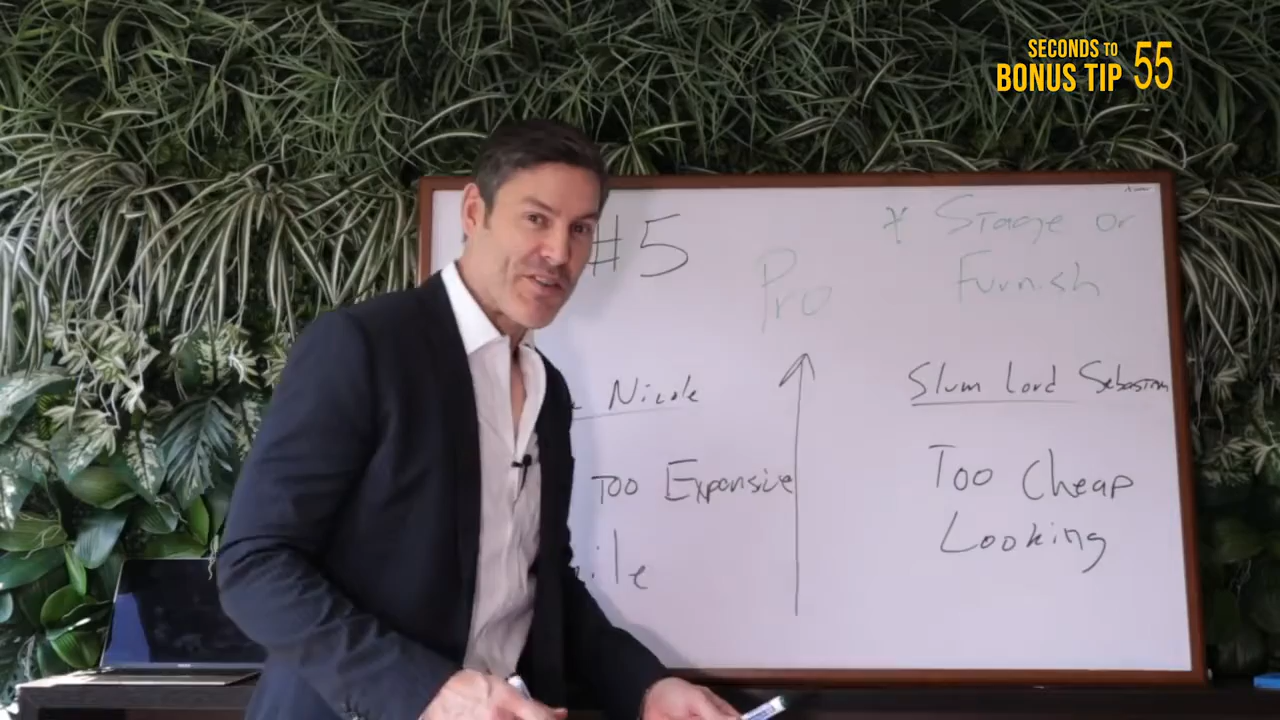 SECONDS TO
BONUS TIP 55
#5
Pro
* Stage or
Furnish
Nicole
Too Expensive
Slum Lord Sebastian
Too Cheap
Looking